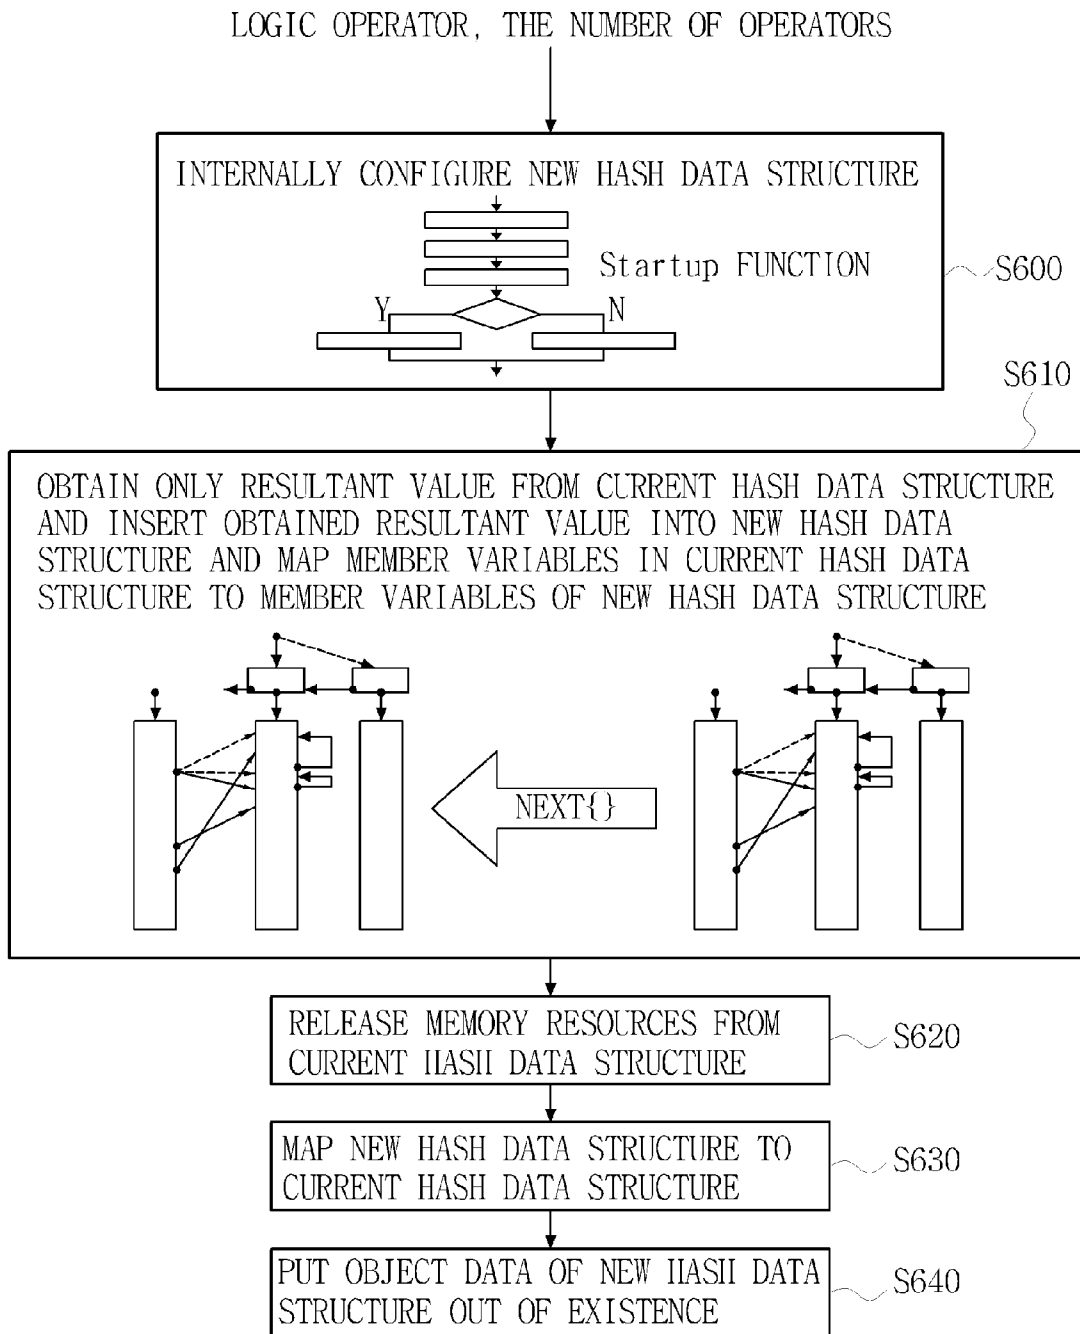 LOGIC OPERATOR, THE NUMBER OF OPERATORS
INTERNALLY CONFIGURE NEW HASH DATA STRUCTURE
Startup FUNCTION
S600
Y
N
S610
OBTAIN ONLY RESULTANT VALUE FROM CURRENT HASH DATA STRUCTURE
AND INSERT OBTAINED RESULTANT VALUE INTO NEW HASH DATA
STRUCTURE AND MAP MEMBER VARIABLES IN CURRENT HASH DATA
STRUCTURE TO MEMBER VARIABLES OF NEW HASH DATA STRUCTURE
NEXT{}
RELEASE MEMORY RESOURCES FROM
CURRENT HASH DATA STRUCTURE
S620
MAP NEW HASH DATA STRUCTURE TO
CURRENT HASH DATA STRUCTURE
S630
PUT OBJECT DATA OF NEW HASH DATA
STRUCTURE OUT OF EXISTENCE
S640